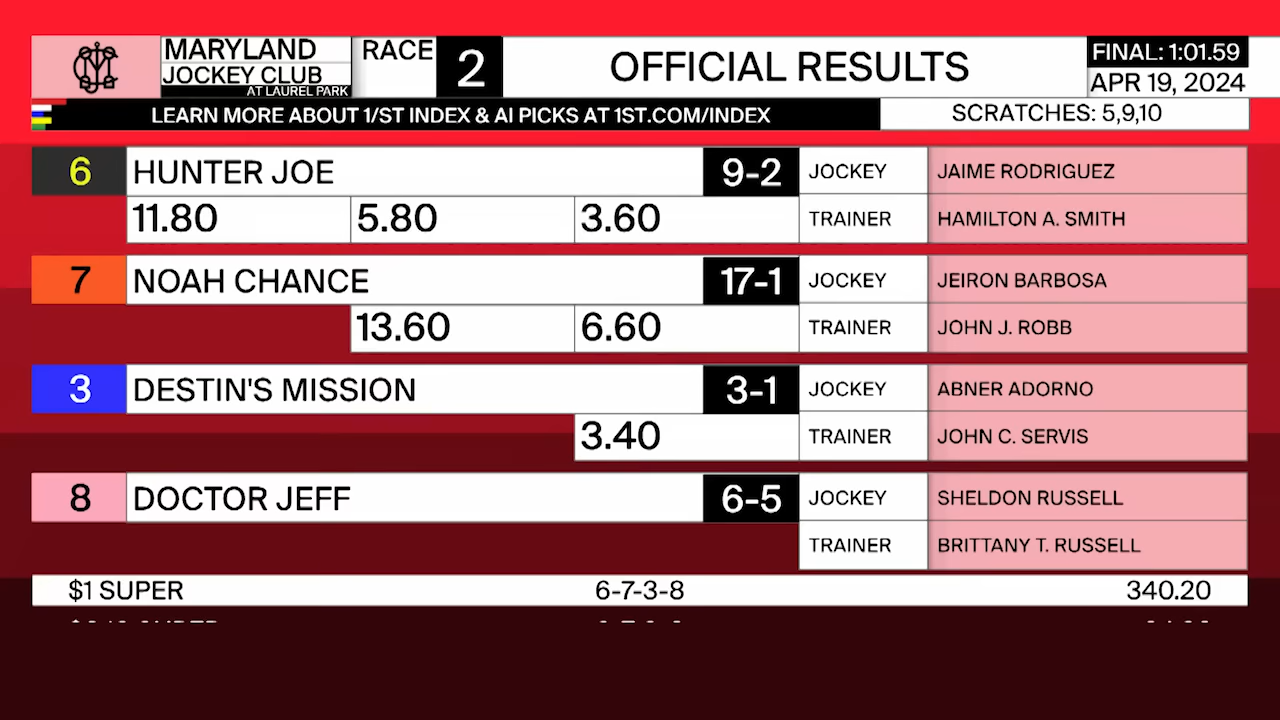 MARYLAND
JOCKEY CLUB
AT LAUREL PARK
RACE 2
OFFICIAL RESULTS
FINAL: 1:01.59
APR 19, 2024
LEARN MORE ABOUT 1/ST INDEX & AI PICKS AT 1ST.COM/INDEX
SCRATCHES: 5,9,10
6 HUNTER JOE 9-2 JOCKEY JAIME RODRIGUEZ
11.80 5.80 3.60 TRAINER HAMILTON A. SMITH
7 NOAH CHANCE 17-1 JOCKEY JEIRON BARBOSA
13.60 6.60 TRAINER JOHN J. ROBB
3 DESTIN'S MISSION 3-1 JOCKEY ABNER ADORNO
3.40 TRAINER JOHN C. SERVIS
8 DOCTOR JEFF 6-5 JOCKEY SHELDON RUSSELL
TRAINER BRITTANY T. RUSSELL
$1 SUPER 6-7-3-8 340.20